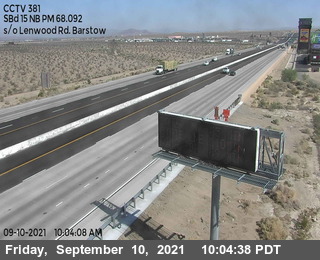 CCTV 381
SBd 15 NB PM 68.092
s/o Lenwood Rd. Barstow
09-10-2021 10:04:08 AM
Friday, September 10, 2021 10:04:38 PDT